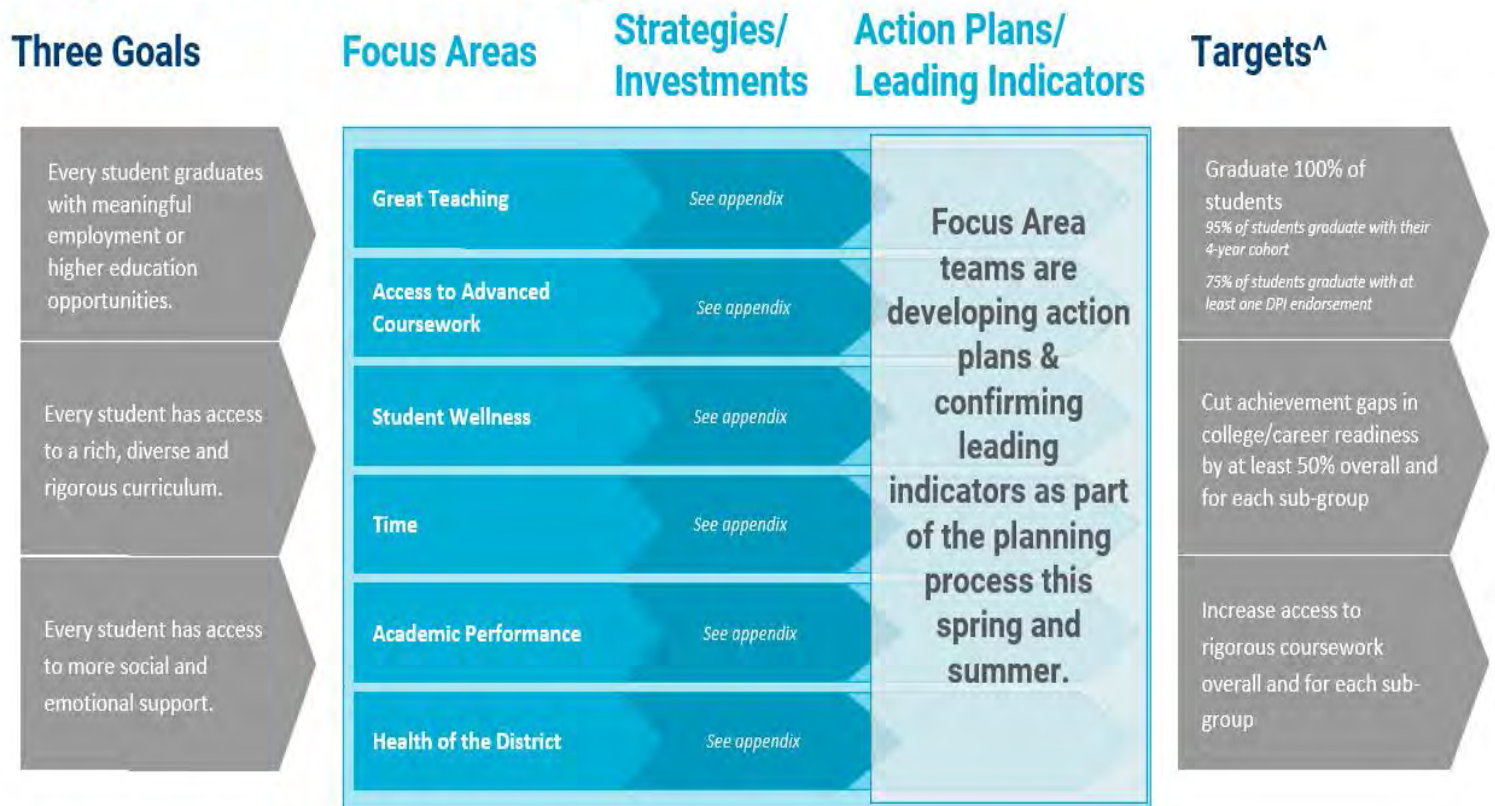 Three Goals
Focus Areas
Strategies/
Investments
Action Plans/
Leading Indicators
Targets^
Every student graduates
with meaningful
employment or
higher education
opportunities.
Every student has access
to a rich, diverse and
rigorous curriculum.
Every student has access
to more social and
emotional support.
Great Teaching
See appendix
Access to Advanced
Coursework
See appendix
Student Wellness
See appendix
Time
See appendix
Academic Performance
See appendix
Health of the District
See appendix
Focus Area
teams are
developing action
plans &
confirming
leading
indicators as part
of the planning
process this
spring and
summer.
Graduate 100% of
students
95% of students graduate with their
4-year cohort
75% of students graduate with at
least one DPI endorsement
Cut achievement gaps in
college/career readiness
by at least 50% overall and
for each sub-group
Increase access to
rigorous coursework
overall and for each sub-
group